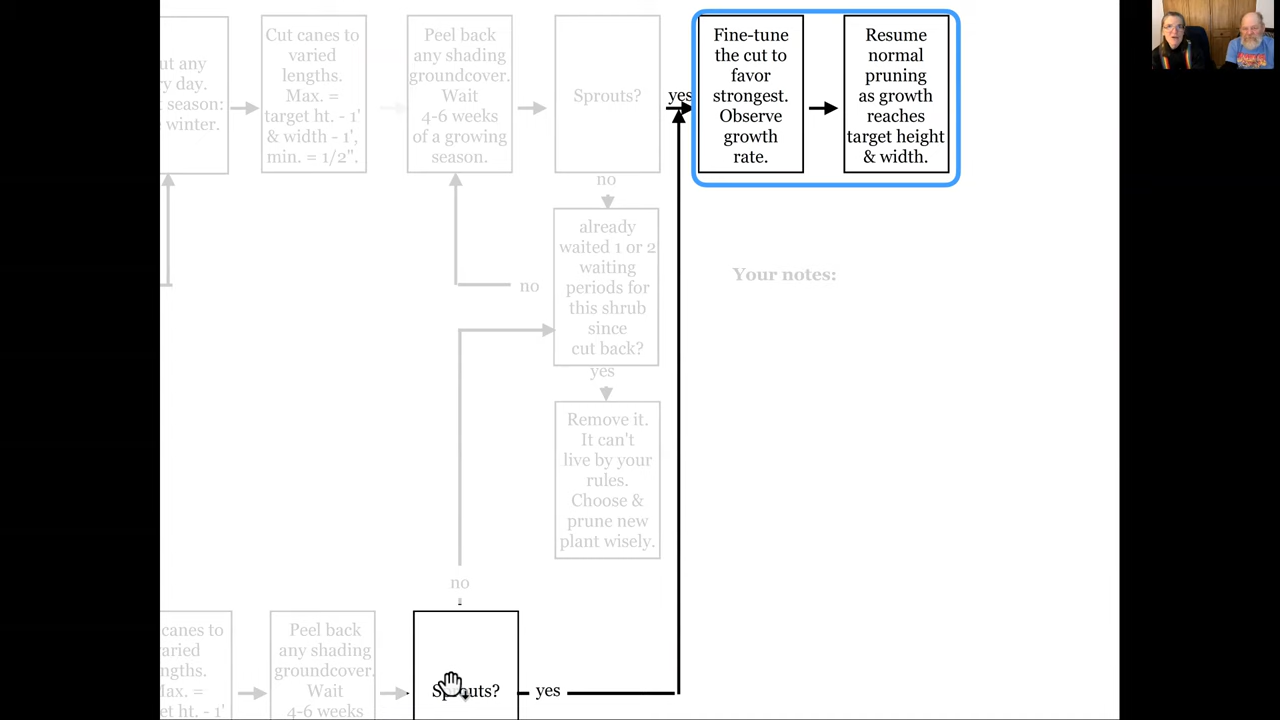 ut any
y day.
season:
winter.
Cut canes to
varied
lengths.
Max. =
target ht. - 1'
& width - 1',
min. = 1/2".
Peel back
any shading
groundcover.
Wait
4-6 weeks
of a growing
season.
Sprouts?
yes
Fine-tune
the cut to
favor
strongest.
Observe
growth
rate.
Resume
normal
pruning
as growth
reaches
target height
& width.
no
already
waited 1 or 2
waiting
periods for
this shrub
since
cut back?
no
yes
Your notes:
Remove it.
It can't
live by your
rules.
Choose &
prune new
plant wisely.
no
canes to
aried
ngths.
ax. =
et ht. - 1'
Peel back
any shading
groundcover.
Wait
4-6 weeks
Sprouts?
yes